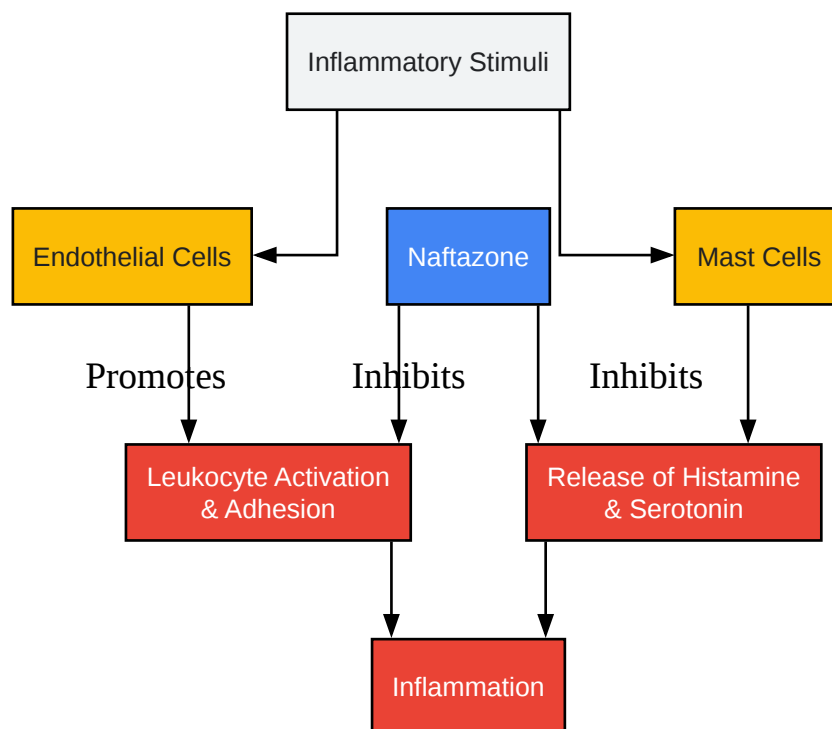 Inflammatory Stimuli
Endothelial Cells
Naftazone
Mast Cells
Promotes
Inhibits
Inhibits
Leukocyte Activation
& Adhesion
Release of Histamine
& Serotonin
Inflammation